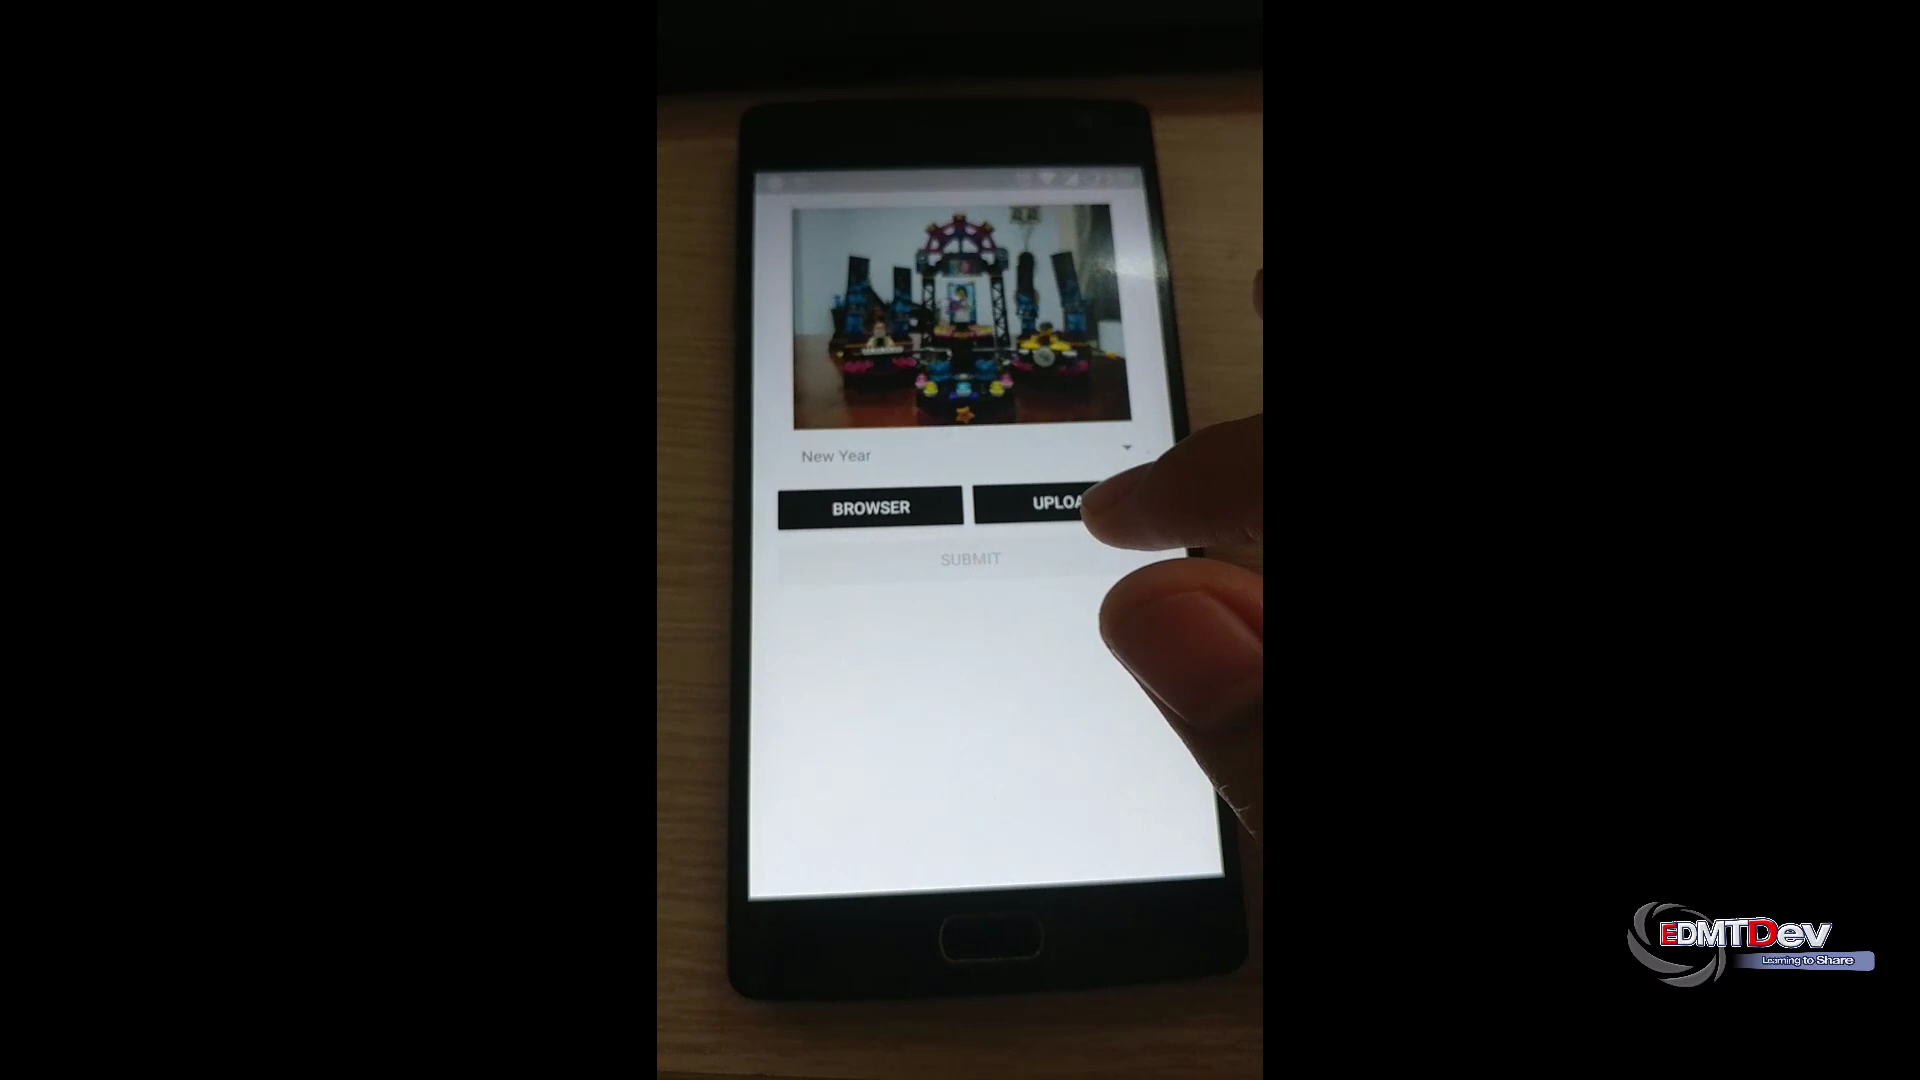 New Year
BROWSER
UPLOA
SUBMIT
EDMTDev
Learning to Share